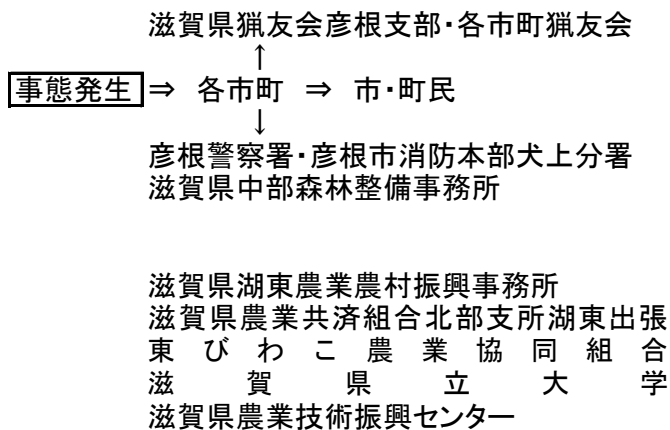 滋賀県猟友会彦根支部・各市町猟友会
↑
事態発生 ⇒ 各市町 ⇒ 市・町民
↓
彦根警察署・彦根市消防本部犬上分署
滋賀県中部森林整備事務所
滋賀県湖東農業農村振興事務所
滋賀県農業共済組合北部支所湖東出張
東びわこ農業協同組合
滋賀県立大学
滋賀県農業技術振興センター